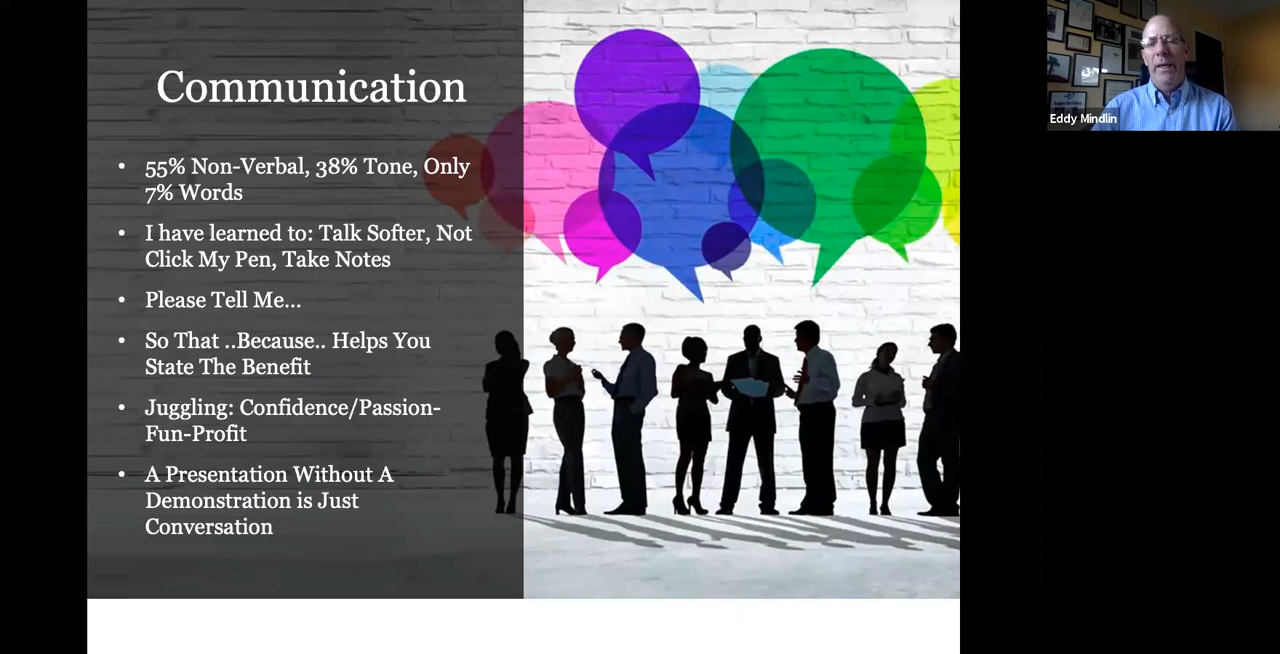 Communication
• 55% Non-Verbal, 38% Tone, Only
7% Words
• I have learned to: Talk Softer, Not
Click My Pen, Take Notes
• Please Tell Me...
• So That ..Because.. Helps You
State The Benefit
• Juggling: Confidence/Passion-
Fun-Profit
• A Presentation Without A
Demonstration is Just
Conversation
Eddy Mindlin